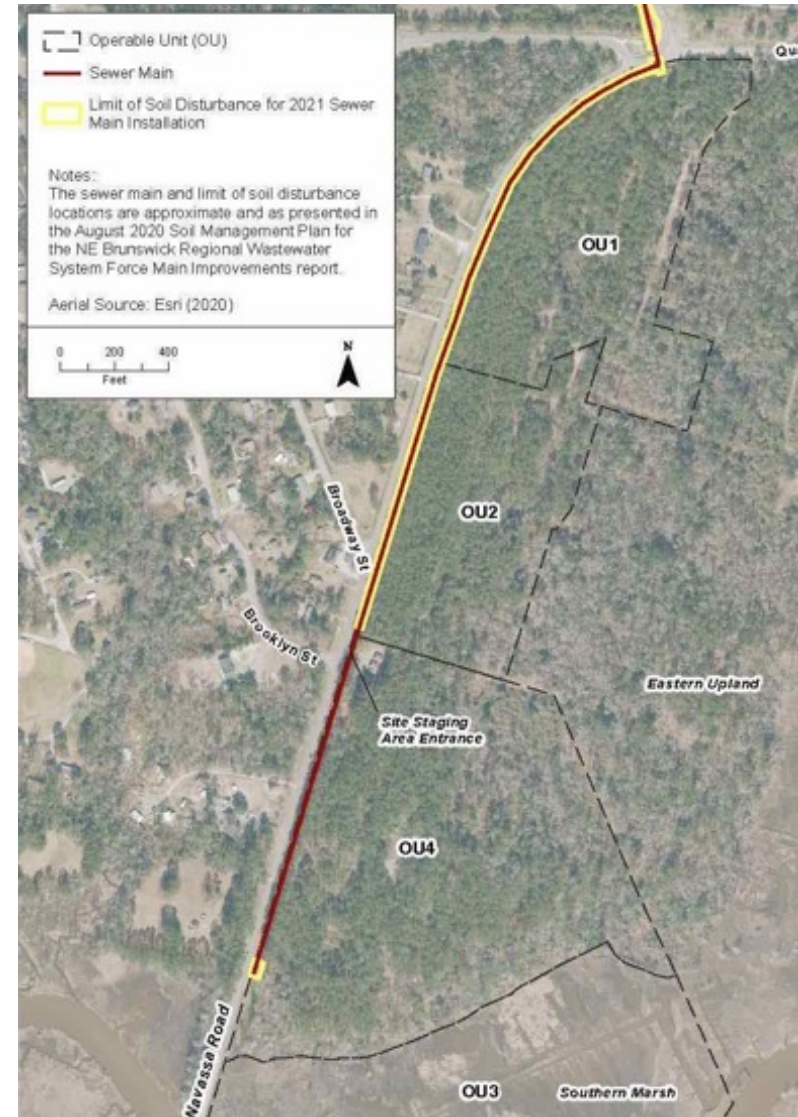 Operable Unit (OU)
Sewer Main
Limit of Soil Disturbance for 2021 Sewer
Main Installation
Notes:
The sewer main and limit of soil disturbance
locations are approximate and as presented in
the August 2020 Soil Management Plan for
the NE Brunswick Regional Wastewater
System Force Main Improvements report.
Aerial Source: Esri (2020)
0 200 400
Feet
N
Qu
OU1
OU2
Broadway St
Brooklyn St
Eastern Upland
Site Staging
Area Entrance
OU4
Navassa Road
OU3
Southern Marsh